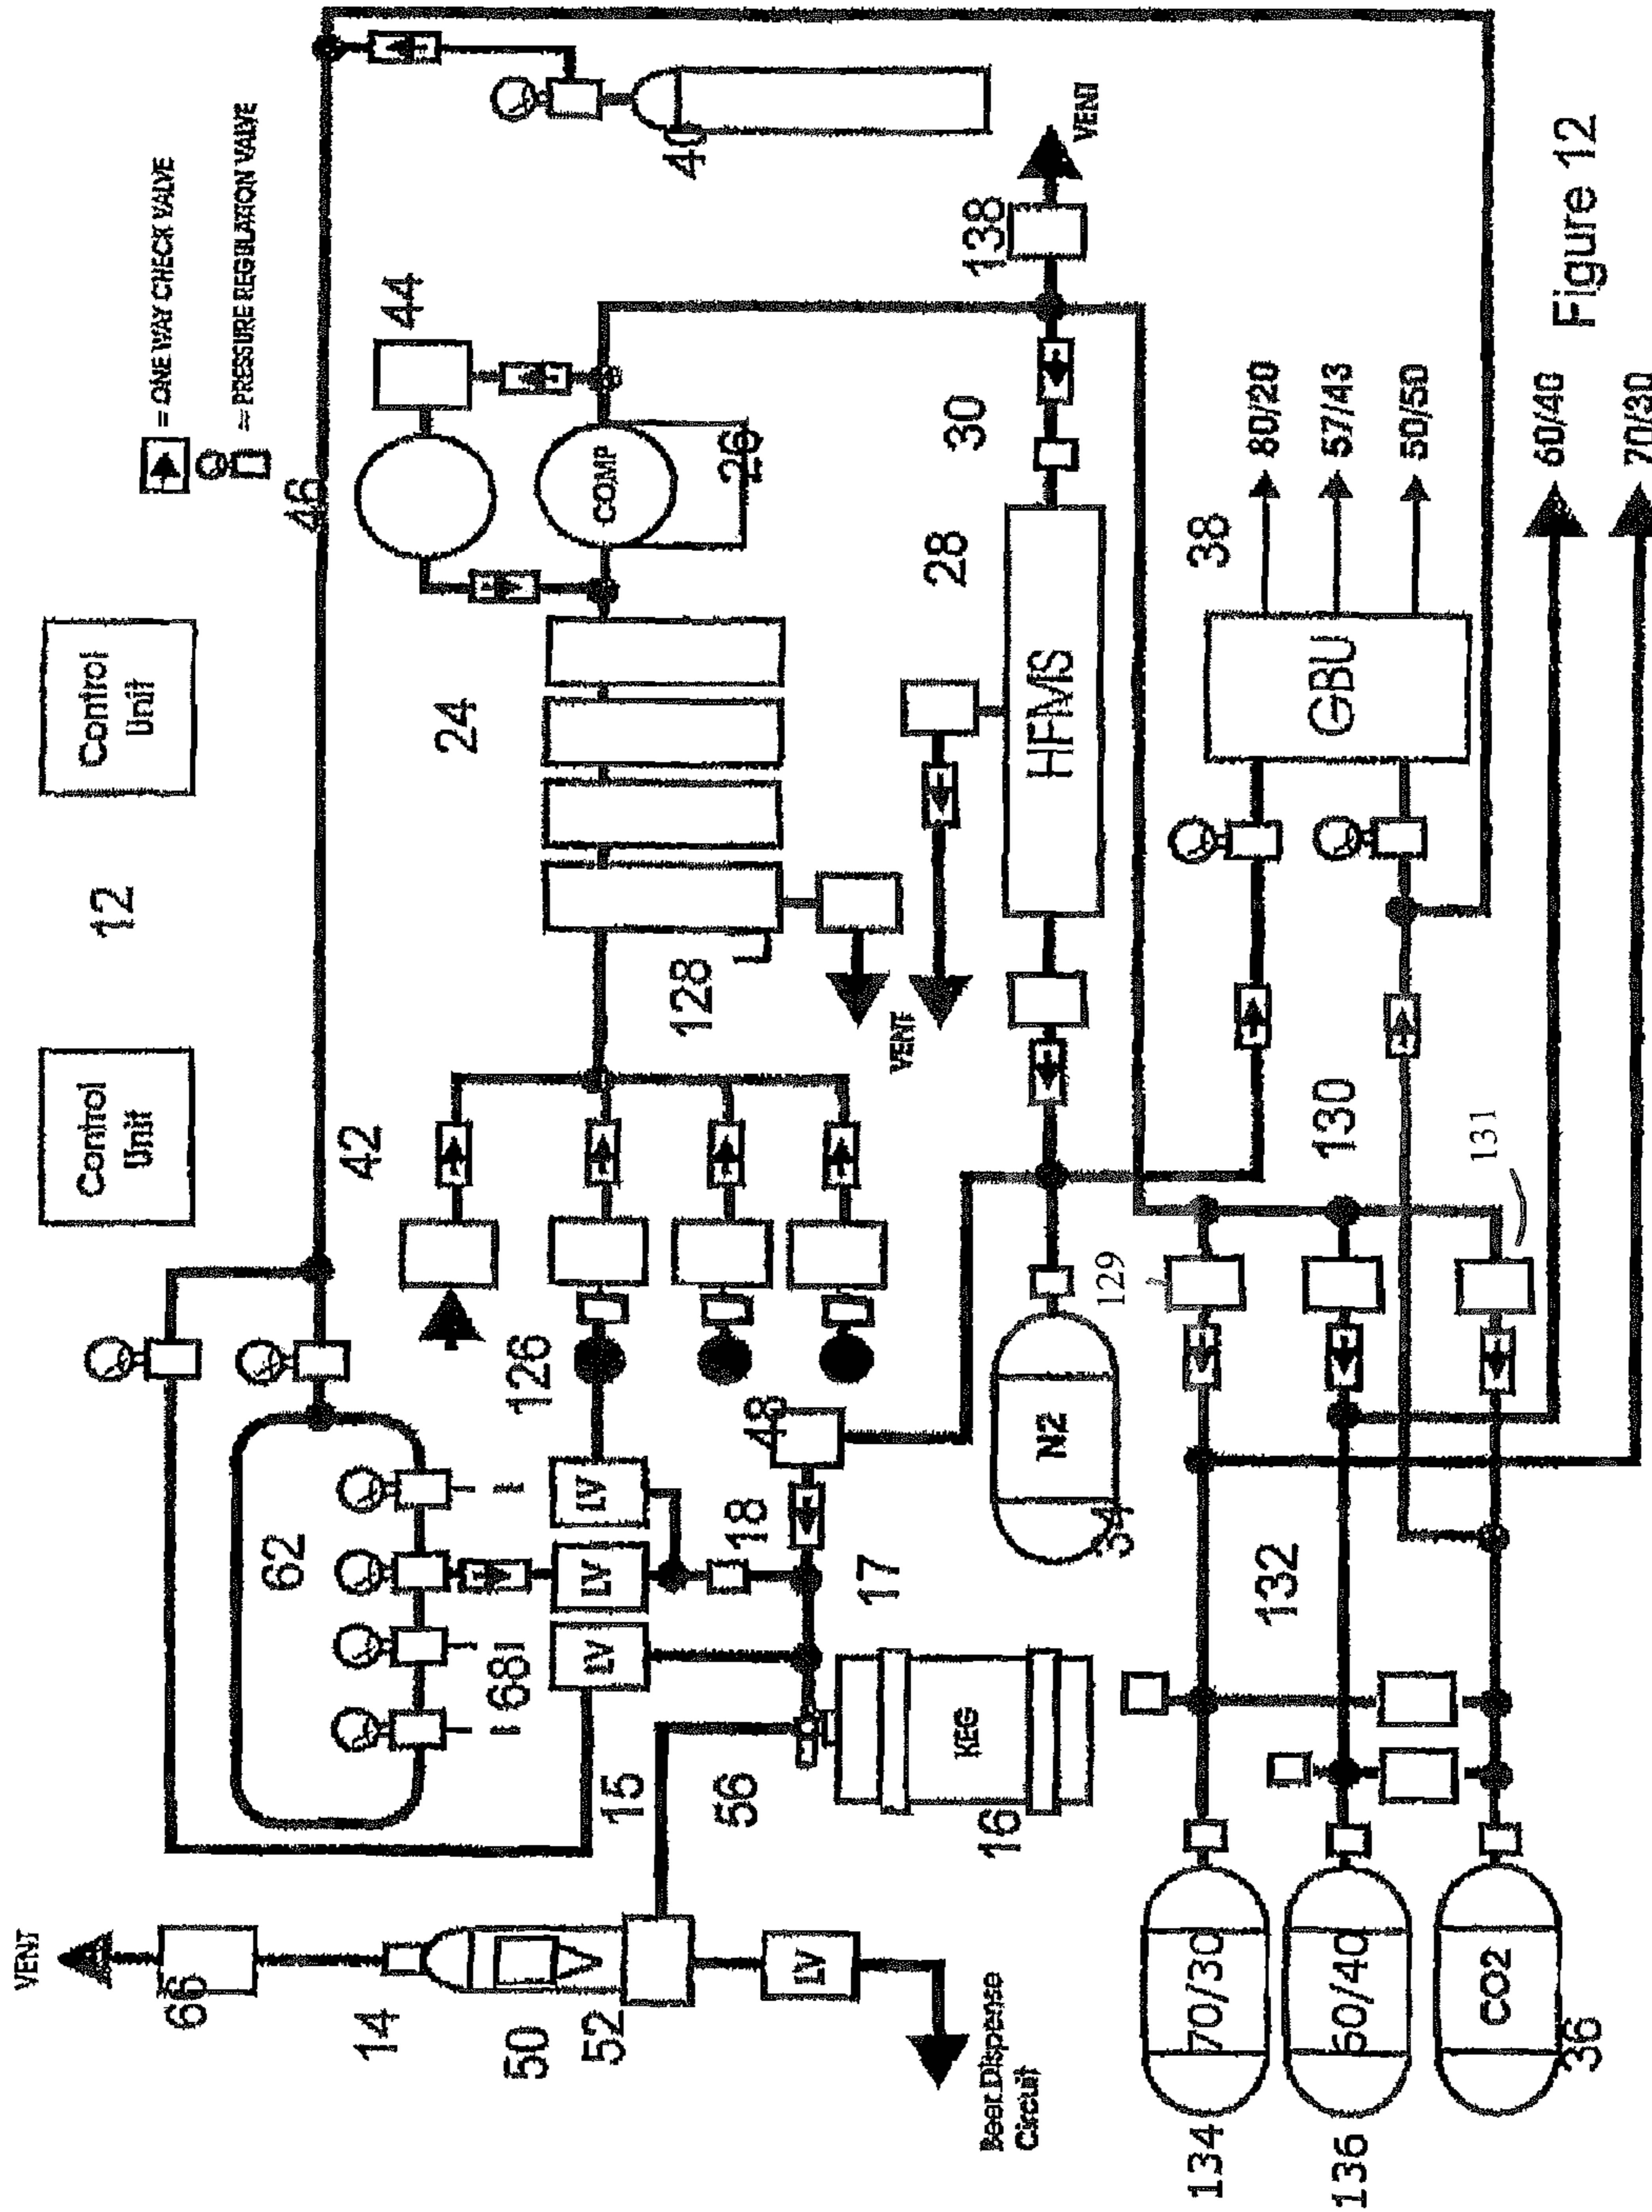 Control
Unit
12
Control
Unit
= ONE WAY CHECK VALVE
= PRESSURE REGULATION VALVE
VENT
66
14
50
52
LV
Beer Dispense
Circuit
62
68
15
56
16
KEG
LV
LV
LV
18
17
48
126
42
46
24
128
VENT
44
COMP
26
40
VENT
138
30
28
HFMS
N2
34
129
130
131
132
38
GBU
80/20
57/43
50/50
60/40
70/30
134
70/30
136
60/40
CO2
36
Figure 12